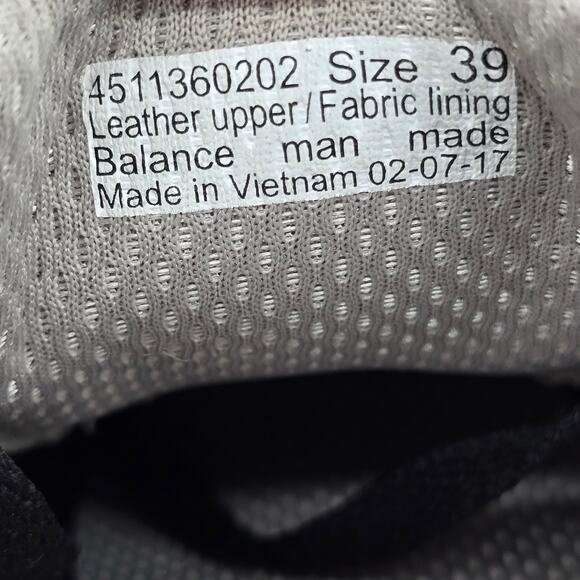 4511360202 Size 39
Leather upper/Fabric lining
Balance man made
Made in Vietnam 02-07-17